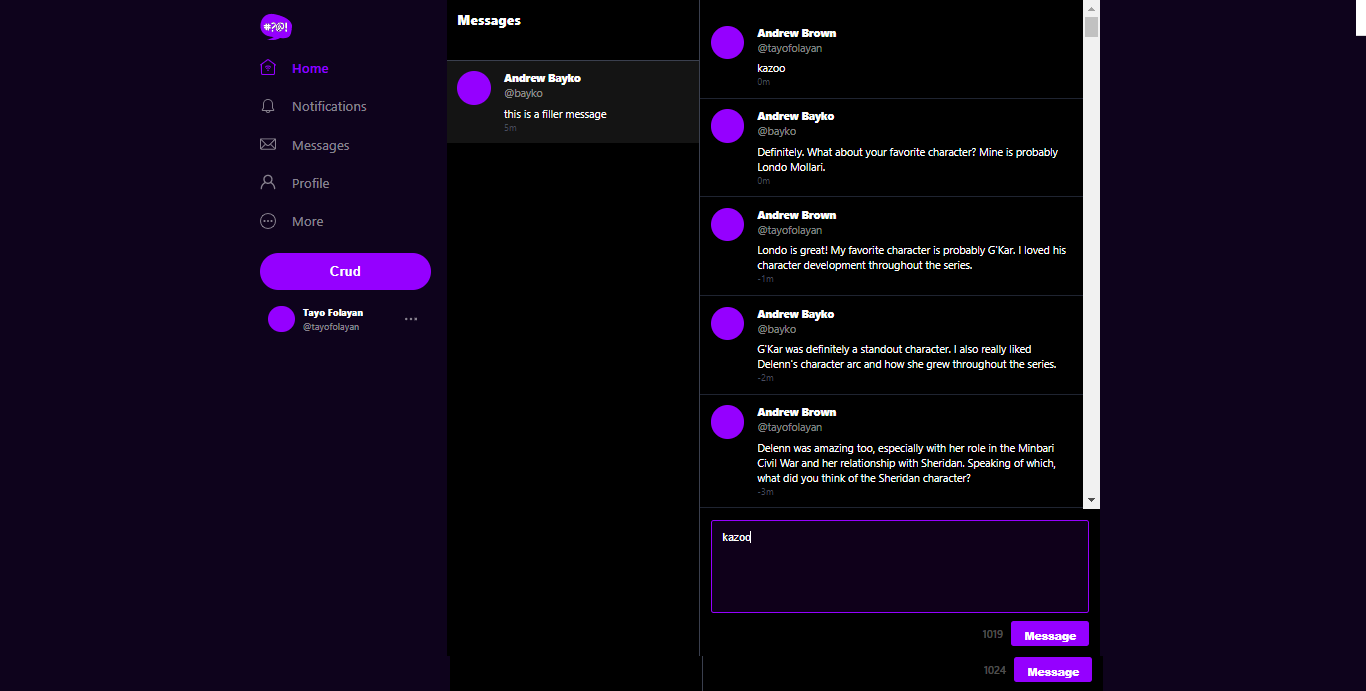 #?@!
Home
Notifications
Messages
Profile
More
Crud
Tayo Folayan
@tayofolayan
Messages
Andrew Bayko
@bayko
this is a filler message
5m
Andrew Brown
@tayofolayan
kazoo
0m
Andrew Bayko
@bayko
Definitely. What about your favorite character? Mine is probably
Londo Mollari.
0m
Andrew Brown
@tayofolayan
Londo is great! My favorite character is probably G'Kar. I loved his
character development throughout the series.
-1m
Andrew Bayko
@bayko
G'Kar was definitely a standout character. I also really liked
Delenn's character arc and how she grew throughout the series.
-2m
Andrew Brown
@tayofolayan
Delenn was amazing too, especially with her role in the Minbari
Civil War and her relationship with Sheridan. Speaking of which,
what did you think of the Sheridan character?
-3m
kazoo
1019
Message
1024
Message